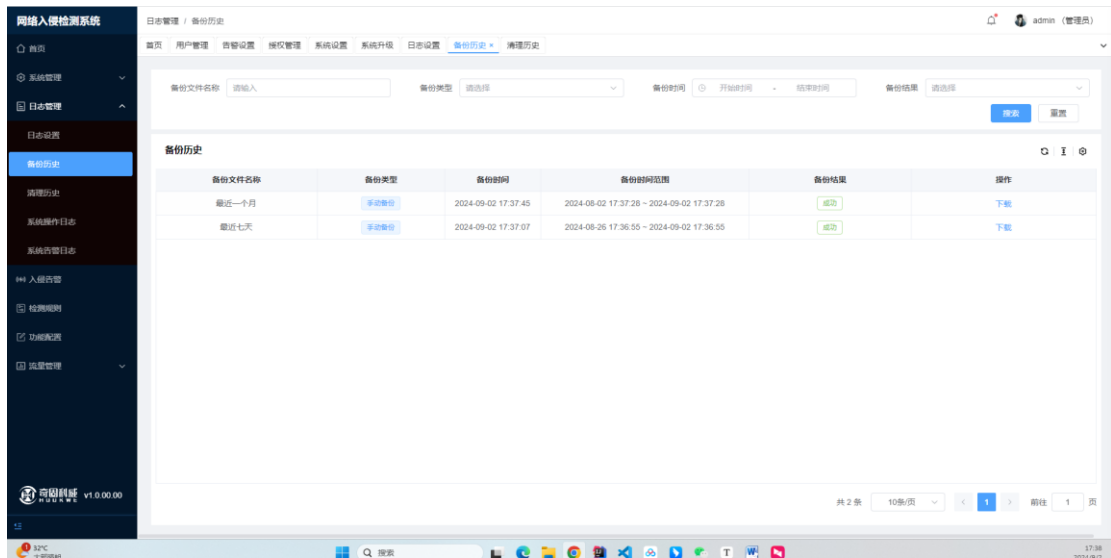 网络入侵检测系统
日志管理 / 备份历史
admin (管理员)
首页 用户管理 告警设置 授权管理 系统设置 系统升级 日志设置 备份历史 × 清理历史
首页
系统管理
日志管理
日志设置
备份历史
清理历史
系统操作日志
系统告警日志
入侵告警
检测规则
功能配置
流量管理
v1.0.00.00
备份文件名称 请输入 备份类型 请选择 备份时间 开始时间 - 结束时间 备份结果 请选择
搜索 重置
备份历史
备份文件名称 备份类型 备份时间 备份时间范围 备份结果 操作
最近一个月 手动备份 2024-09-02 17:37:45 2024-08-02 17:37:28 ~ 2024-09-02 17:37:28 成功 下载
最近七天 手动备份 2024-09-02 17:37:07 2024-08-26 17:36:55 ~ 2024-09-02 17:36:55 成功 下载
共 2 条 10条/页 < 1 > 前往 1 页
32°C
搜索
17:38